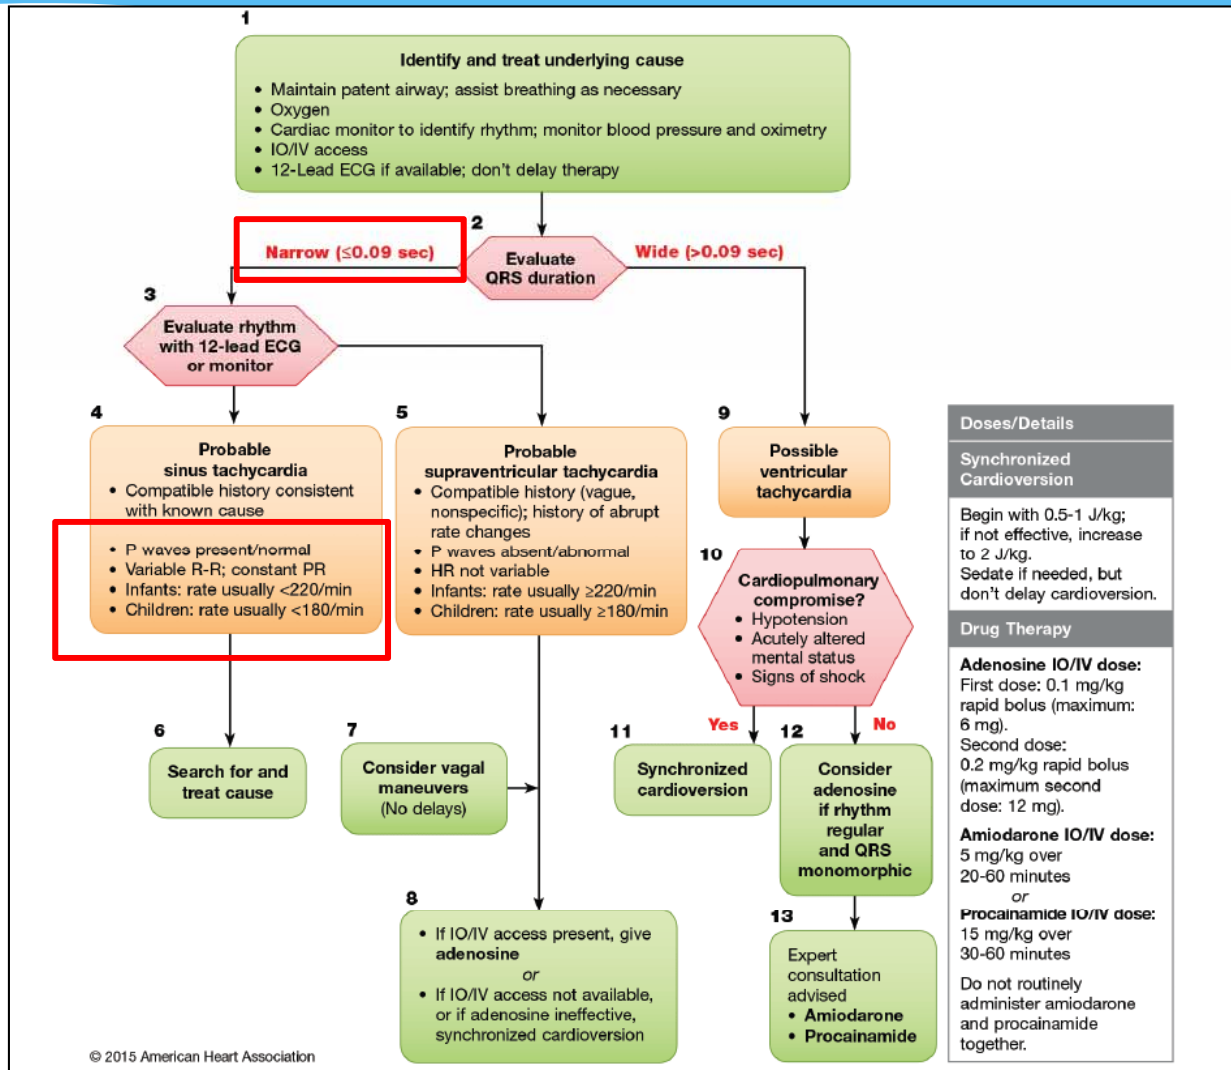 1
Identify and treat underlying cause
• Maintain patent airway; assist breathing as necessary
• Oxygen
• Cardiac monitor to identify rhythm; monitor blood pressure and oximetry
• IO/IV access
• 12-Lead ECG if available; don't delay therapy
2
Narrow (≤0.09 sec)
Evaluate
QRS duration
Wide (>0.09 sec)
3
Evaluate rhythm
with 12-lead ECG
or monitor
4
Probable
sinus tachycardia
• Compatible history consistent
with known cause
• P waves present/normal
• Variable R-R; constant PR
• Infants: rate usually <220/min
• Children: rate usually <180/min
5
Probable
supraventricular tachycardia
• Compatible history (vague,
nonspecific); history of abrupt
rate changes
• P waves absent/abnormal
• HR not variable
• Infants: rate usually ≥220/min
• Children: rate usually ≥180/min
9
Possible
ventricular
tachycardia
10
Cardiopulmonary
compromise?
• Hypotension
• Acutely altered
mental status
• Signs of shock
Yes
No
6
Search for and
treat cause
7
Consider vagal
maneuvers
(No delays)
11
Synchronized
cardioversion
12
Consider
adenosine
if rhythm
regular
and QRS
monomorphic
8
• If IO/IV access present, give
adenosine
or
• If IO/IV access not available,
or if adenosine ineffective,
synchronized cardioversion
13
Expert
consultation
advised
• Amiodarone
• Procainamide
Doses/Details
Synchronized
Cardioversion
Begin with 0.5-1 J/kg;
if not effective, increase
to 2 J/kg.
Sedate if needed, but
don't delay cardioversion.
Drug Therapy
Adenosine IO/IV dose:
First dose: 0.1 mg/kg
rapid bolus (maximum:
6 mg).
Second dose:
0.2 mg/kg rapid bolus
(maximum second
dose: 12 mg).
Amiodarone IO/IV dose:
5 mg/kg over
20-60 minutes
or
Procainamide IO/IV dose:
15 mg/kg over
30-60 minutes
Do not routinely
administer amiodarone
and procainamide
together.
© 2015 American Heart Association